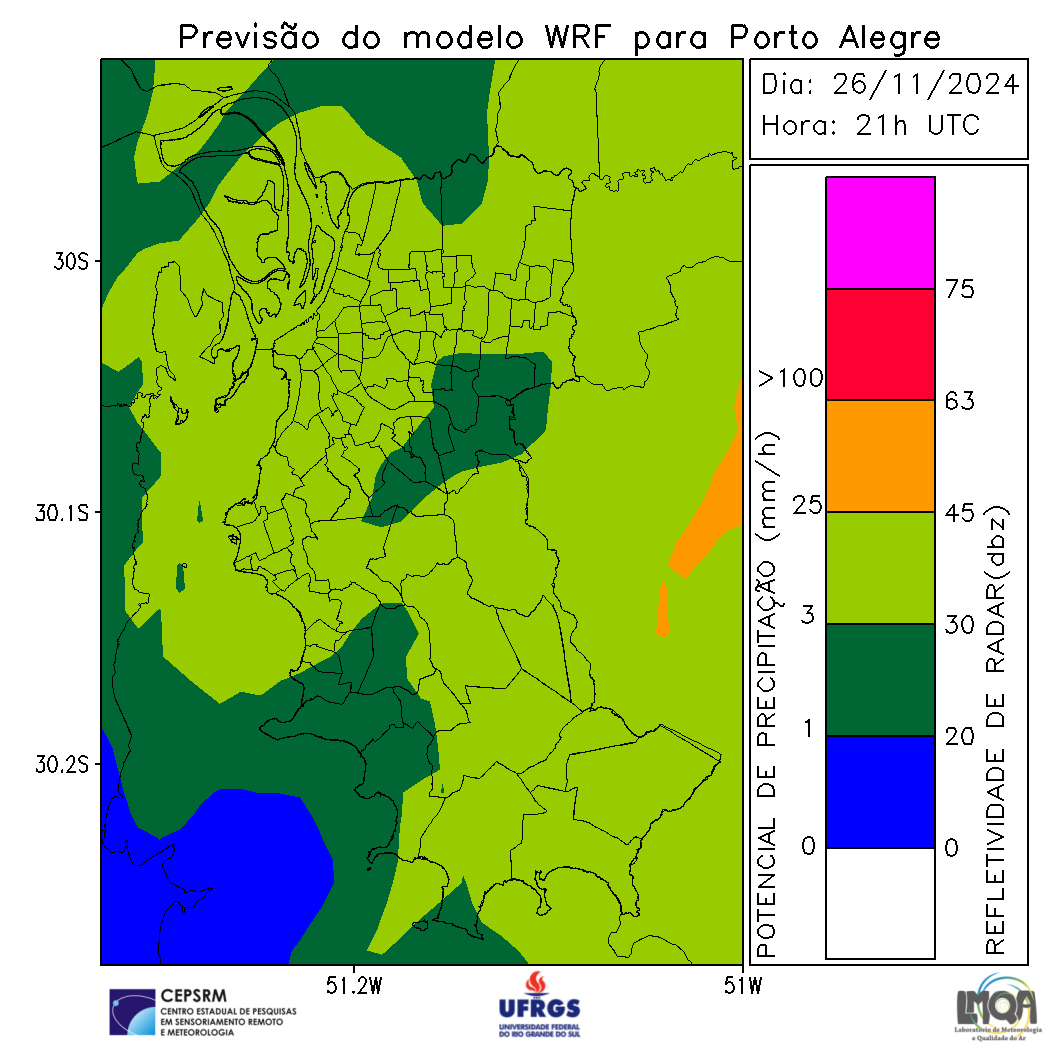 Previsão do modelo WRF para Porto Alegre
Dia: 26/11/2024
Hora: 21h UTC
30S
30.1S
30.2S
51.2W
51W
POTENCIAL DE PRECIPITAÇÃO (mm/h)
>100
25
3
1
0
75
63
45
30
20
0
REFLETIVIDADE DE RADAR(dbz)
CEPSRM
CENTRO ESTADUAL DE PESQUISAS
EM SENSORIAMENTO REMOTO
E METEOROLOGIA
UFRGS
UNIVERSIDADE FEDERAL
DO RIO GRANDE DO SUL
LMQA
Laboratório de Meteorologia
e Qualidade do Ar